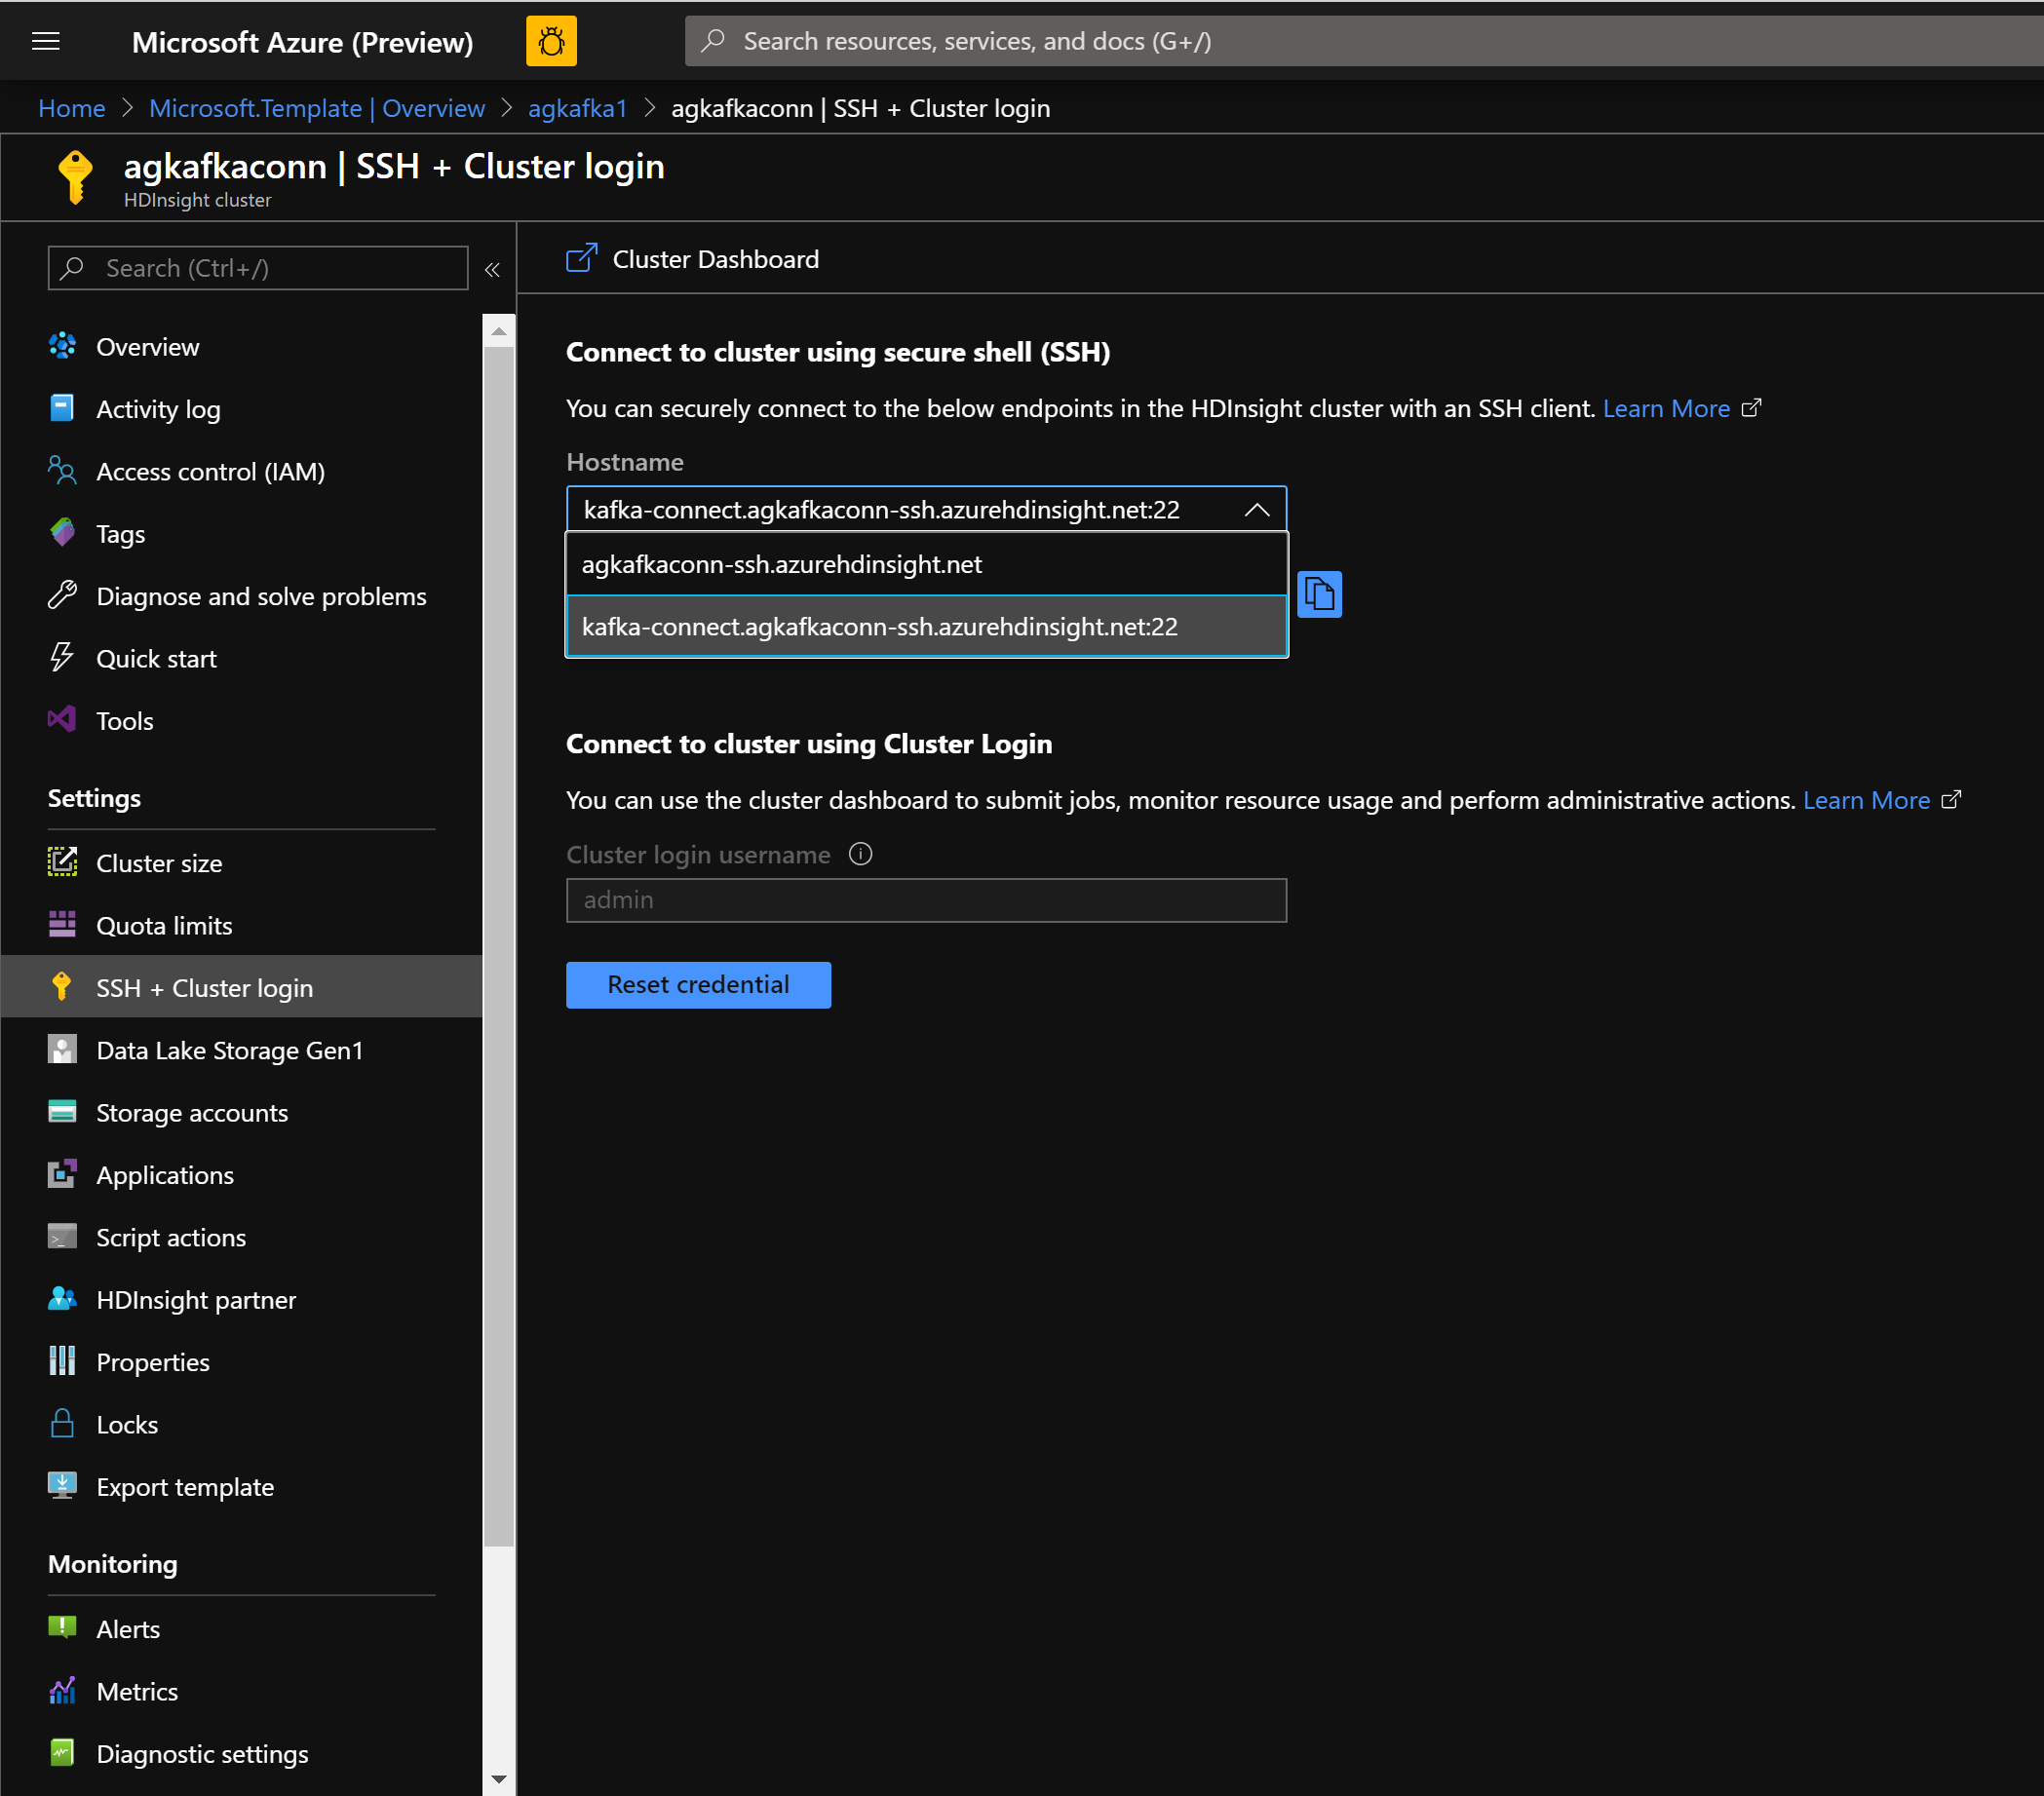 Microsoft Azure (Preview)
Search resources, services, and docs (G+/)
Home > Microsoft.Template | Overview > agkafka1 > agkafkaconn | SSH + Cluster login
agkafkaconn | SSH + Cluster login
HDInsight cluster
Search (Ctrl+/)
«
Overview
Activity log
Access control (IAM)
Tags
Diagnose and solve problems
Quick start
Tools
Settings
Cluster size
Quota limits
SSH + Cluster login
Data Lake Storage Gen1
Storage accounts
Applications
Script actions
HDInsight partner
Properties
Locks
Export template
Monitoring
Alerts
Metrics
Diagnostic settings
Cluster Dashboard
Connect to cluster using secure shell (SSH)
You can securely connect to the below endpoints in the HDInsight cluster with an SSH client. Learn More
Hostname
kafka-connect.agkafkaconn-ssh.azurehdinsight.net:22
agkafkaconn-ssh.azurehdinsight.net
kafka-connect.agkafkaconn-ssh.azurehdinsight.net:22
Connect to cluster using Cluster Login
You can use the cluster dashboard to submit jobs, monitor resource usage and perform administrative actions. Learn More
Cluster login username
admin
Reset credential